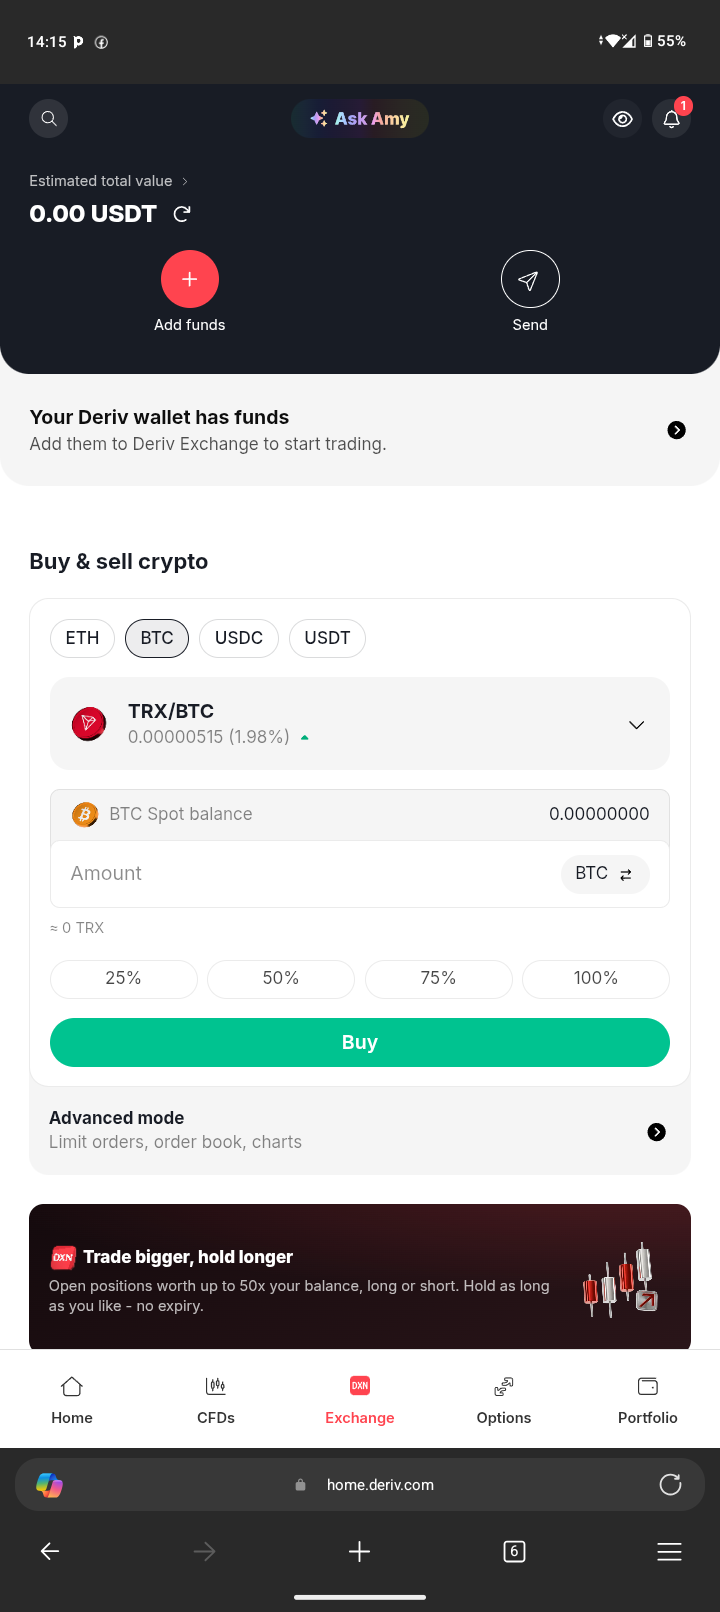 14:15
55%
Ask Amy
1
Estimated total value
0.00 USDT
Add funds
Send
Your Deriv wallet has funds
Add them to Deriv Exchange to start trading.
Buy & sell crypto
ETH
BTC
USDC
USDT
TRX/BTC
0.00000515 (1.98%)
BTC Spot balance
0.00000000
Amount
BTC
≈ 0 TRX
25%
50%
75%
100%
Buy
Advanced mode
Limit orders, order book, charts
DXN
Trade bigger, hold longer
Open positions worth up to 50x your balance, long or short. Hold as long
as you like - no expiry.
Home
CFDs
DXN
Exchange
Options
Portfolio
home.deriv.com
6